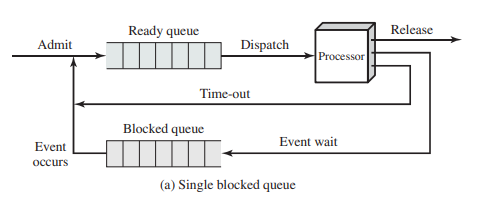 Ready queue
Release
Admit
Dispatch
Processor
Time-out
Blocked queue
Event
occurs
Event wait
(a) Single blocked queue